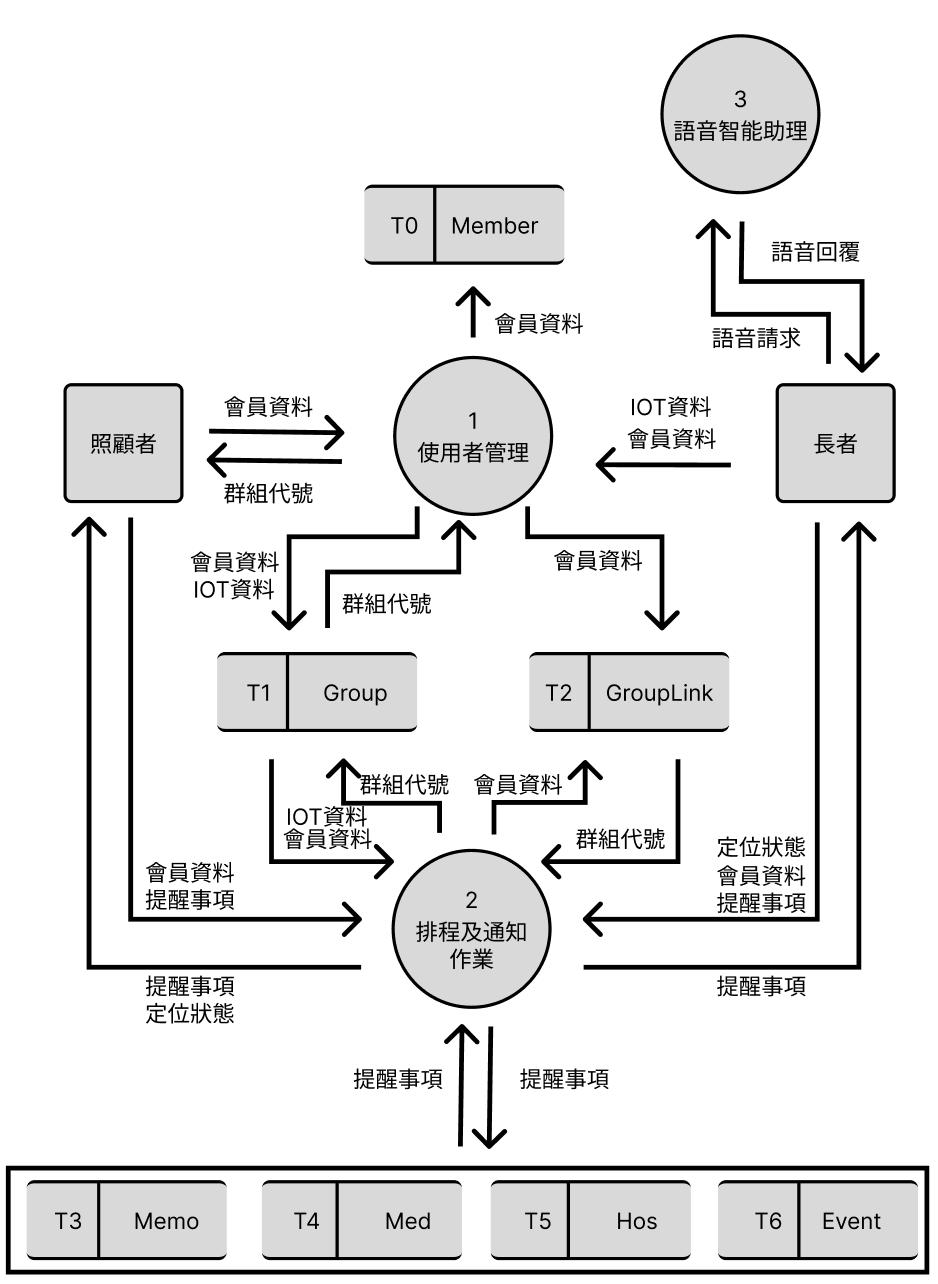 3
語音智能助理
T0
Member
語音回覆
會員資料
語音請求
照顧者
會員資料
群組代號
1
使用者管理
IOT資料
會員資料
長者
會員資料
IOT資料
群組代號
會員資料
T1
Group
T2
GroupLink
群組代號
IOT資料
會員資料
會員資料
群組代號
會員資料
提醒事項
2
排程及通知
作業
定位狀態
會員資料
提醒事項
提醒事項
定位狀態
提醒事項
提醒事項
提醒事項
T3
Memo
T4
Med
T5
Hos
T6
Event